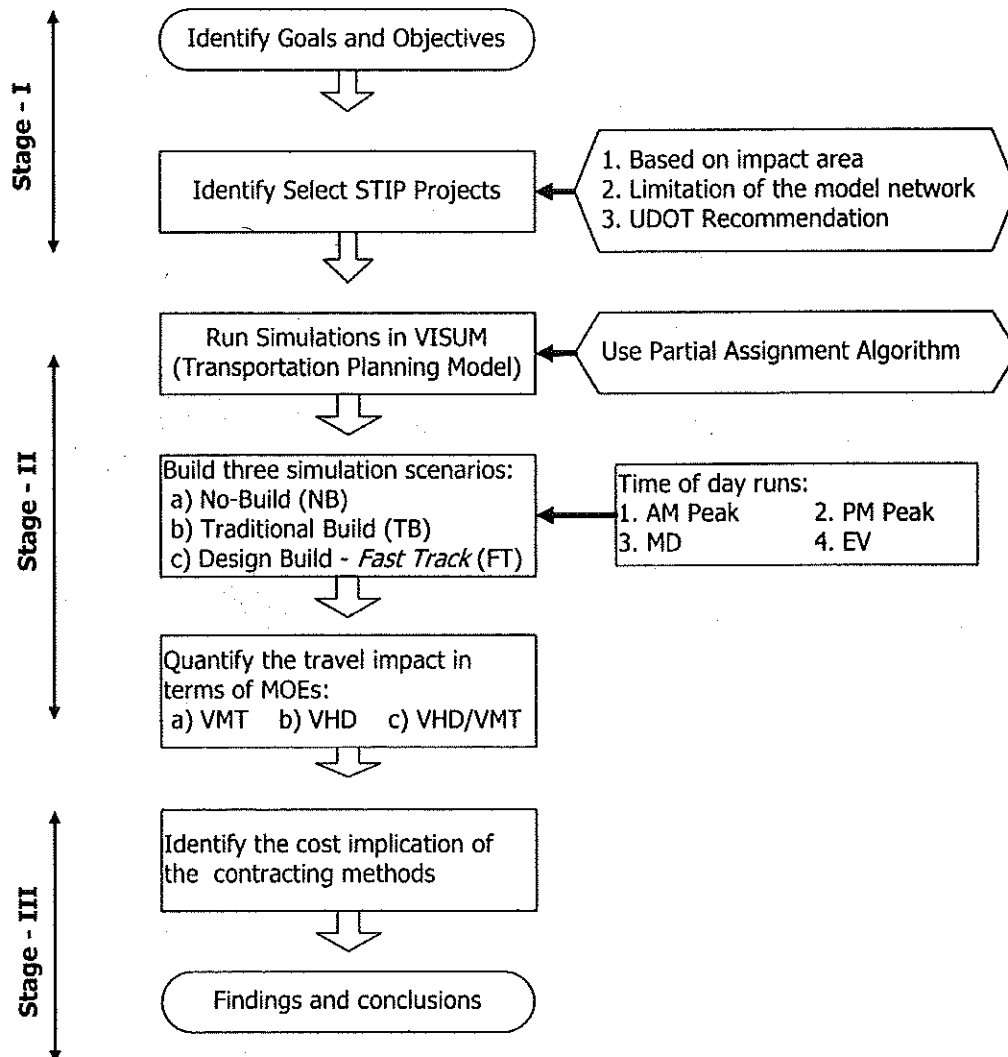 Stage - I
Identify Goals and Objectives
Identify Select STIP Projects
1. Based on impact area
2. Limitation of the model network
3. UDOT Recommendation
Stage - II
Run Simulations in VISUM
(Transportation Planning Model)
Use Partial Assignment Algorithm
Build three simulation scenarios:
a) No-Build (NB)
b) Traditional Build (TB)
c) Design Build - Fast Track (FT)
Time of day runs:
1. AM Peak 2. PM Peak
3. MD 4. EV
Quantify the travel impact in
terms of MOEs:
a) VMT b) VHD c) VHD/VMT
Stage - III
Identify the cost implication of
the contracting methods
Findings and conclusions